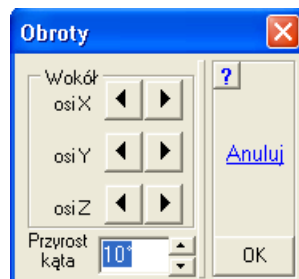 Obroty
Wokół
osi X
osi Y
osi Z
Przyrost
kąta
10°
?
Anuluj
OK